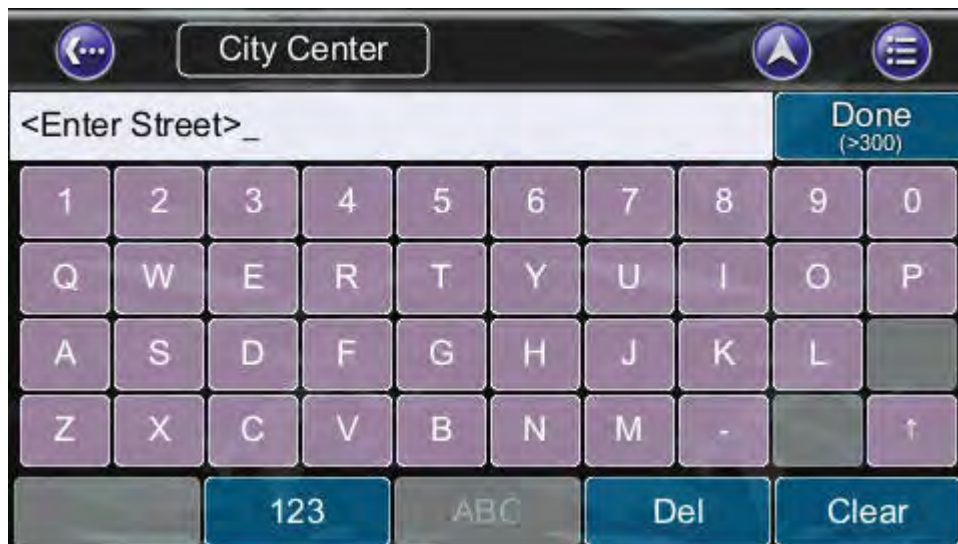 City Center
<Enter Street>_
Done
(>300)
1 2 3 4 5 6 7 8 9 0
Q W E R T Y U I O P
A S D F G H J K L
Z X C V B N M - ↑
123 ABC Del Clear